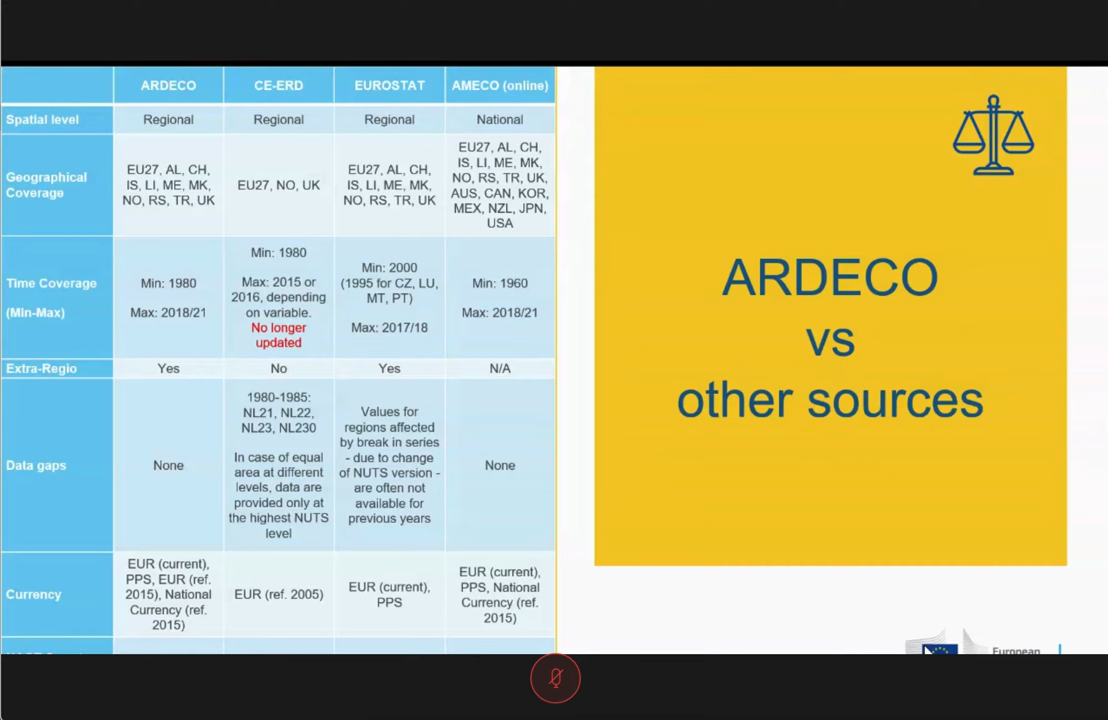 ARDECO CE-ERD EUROSTAT AMECO (online)
Spatial level Regional Regional Regional National
Geographical
Coverage
EU27, AL, CH,
IS, LI, ME, MK,
NO, RS, TR, UK
EU27, NO, UK
EU27, AL, CH,
IS, LI, ME, MK,
NO, RS, TR, UK
EU27, AL, CH,
IS, LI, ME, MK,
NO, RS, TR, UK,
AUS, CAN, KOR,
MEX, NZL, JPN,
USA
Time Coverage
(Min-Max)
Min: 1980
Max: 2018/21
Min: 1980
Max: 2015 or
2016, depending
on variable.
No longer
updated
Min: 2000
(1995 for CZ, LU,
MT, PT)
Max: 2017/18
Min: 1960
Max: 2018/21
Extra-Regio Yes No Yes N/A
Data gaps
None
1980-1985:
NL21, NL22,
NL23, NL230
In case of equal
area at different
levels, data are
provided only at
the highest NUTS
level
Values for
regions affected
by break in series
- due to change
of NUTS version -
are often not
available for
previous years
None
Currency
EUR (current),
PPS, EUR (ref.
2015), National
Currency (ref.
2015)
EUR (ref. 2005)
EUR (current),
PPS
EUR (current),
PPS, National
Currency (ref.
2015)
ARDECO
vs
other sources
European